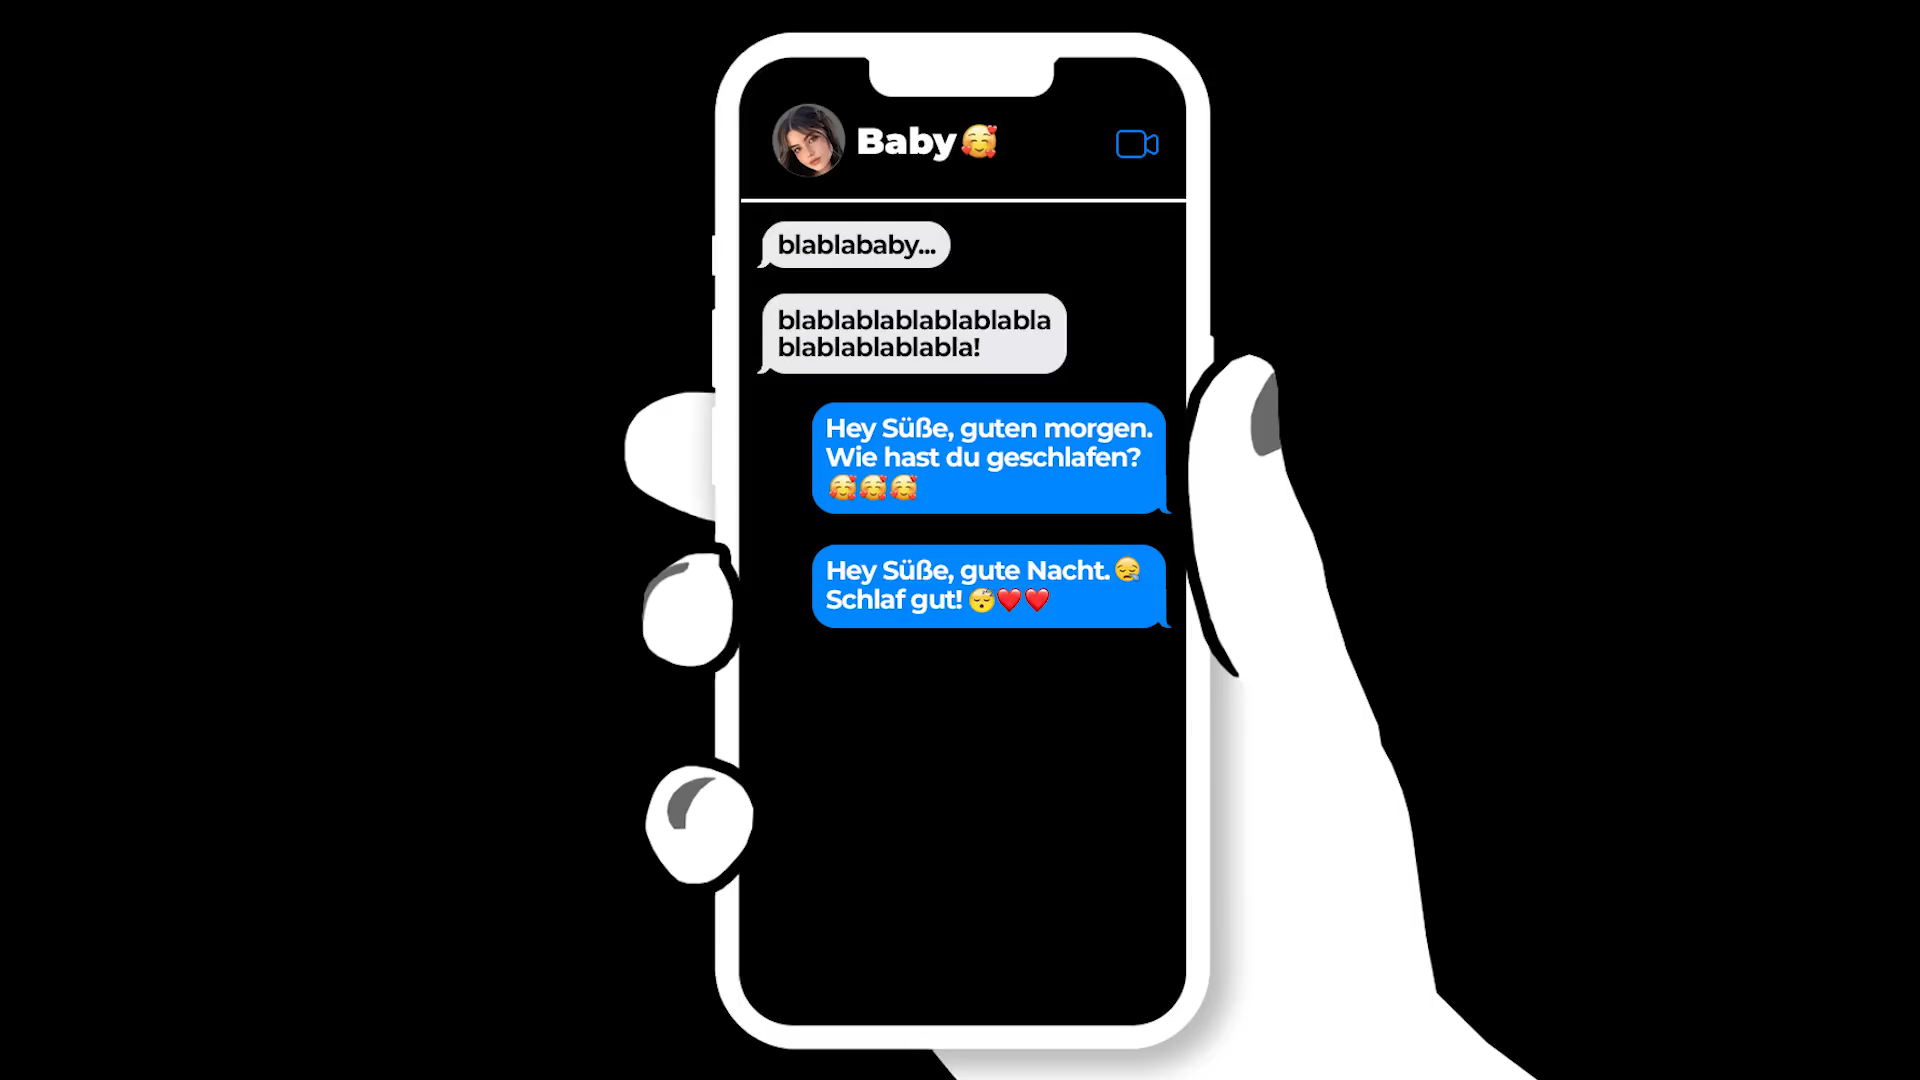 Baby🥰
blablababy...
blablablablablablabla
blablablablabla!
Hey Süße, guten morgen.
Wie hast du geschlafen?
🥰🥰🥰
Hey Süße, gute Nacht. 😪
Schlaf gut! 😴❤️❤️